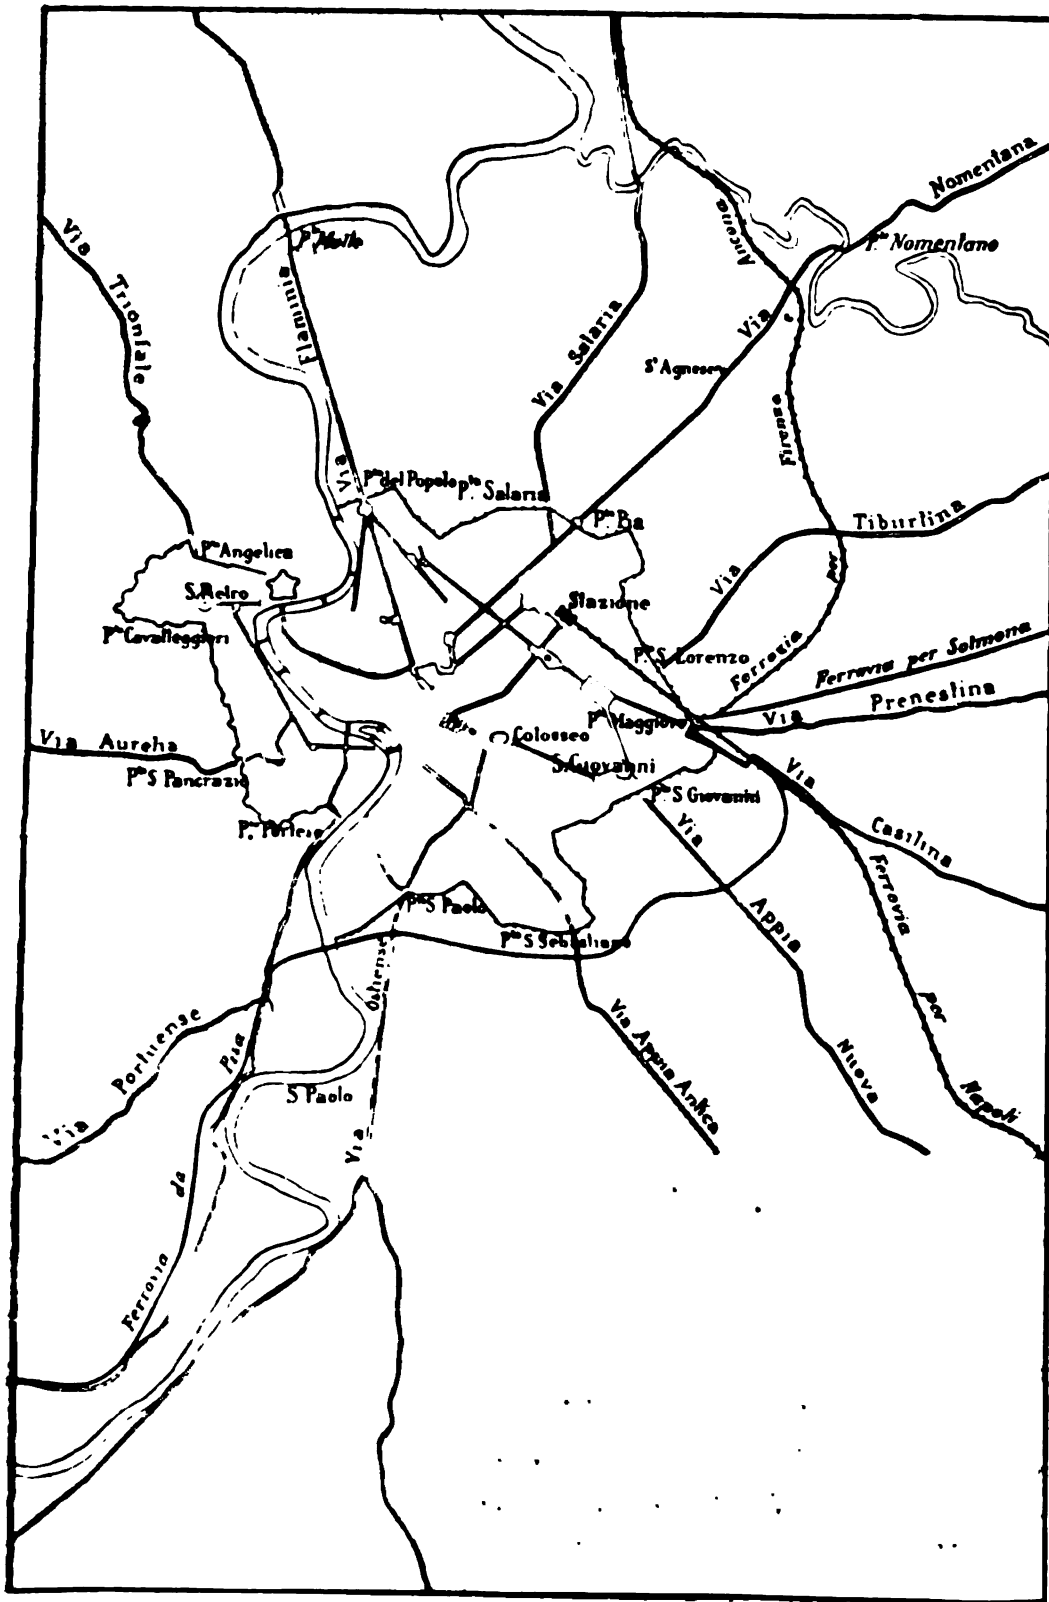 Nomentana
Via
Trionfale
Pte Molle
Ancona
Pte Nomentano
Flaminia
Via Salaria
Via
e
St Agnese
Firenze
Via
Pta del Popolo
Pta Salaria
Pta Pia
Via
Tiburtina
per
Pta Angelica
S. Pietro
Stazione
Pta Cavalleggieri
Pta S. Lorenzo
Ferrovia
Ferrovia per Solmona
Via Prenestina
Pta Maggiore
Via Aurelia
Colosseo
Pta S Pancrazio
S. Giovanni
Via
Pta S Giovanni
Via
Pta Portese
Casilina
Ferrovia
Pta S Paolo
Appia
Pta S Sebastiano
Ostiense
Via Portuense
per
Pisa
Via Appia Antica
Nuova
S Paolo
Napoli
Via
da
Ferrovia